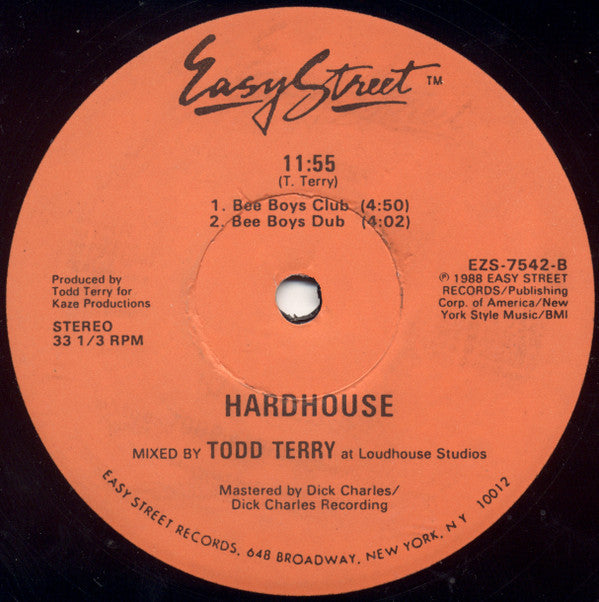 Easy Street ™
11:55
(T. Terry)
1. Bee Boys Club (4:50)
2. Bee Boys Dub (4:02)
EZS-7542-B
℗ 1988 EASY STREET
RECORDS/Publishing
Corp. of America/New
York Style Music/BMI
Produced by
Todd Terry for
Kaze Productions
STEREO
33 1/3 RPM
HARDHOUSE
MIXED BY TODD TERRY at Loudhouse Studios
Mastered by Dick Charles/
Dick Charles Recording
EASY STREET RECORDS, 648 BROADWAY, NEW YORK, N.Y. 10012